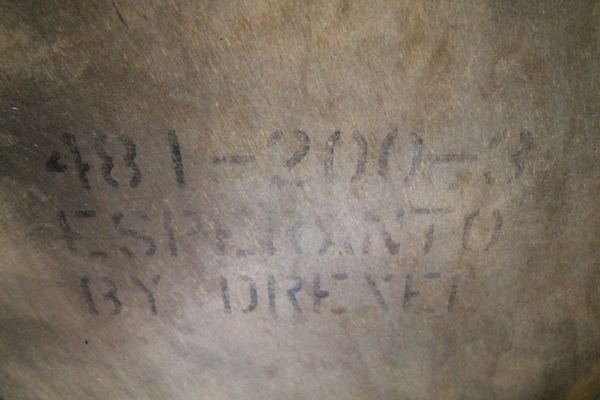 481-200-3
ESPERANTO
BY DREXEL